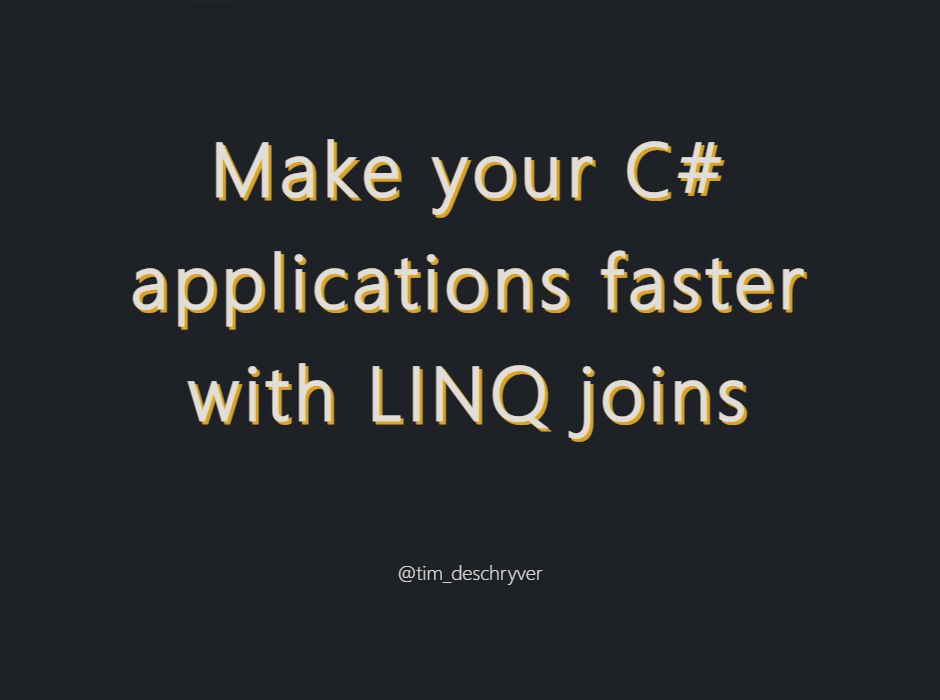 Make your C#
applications faster
with LINQ joins
@tim_deschryver